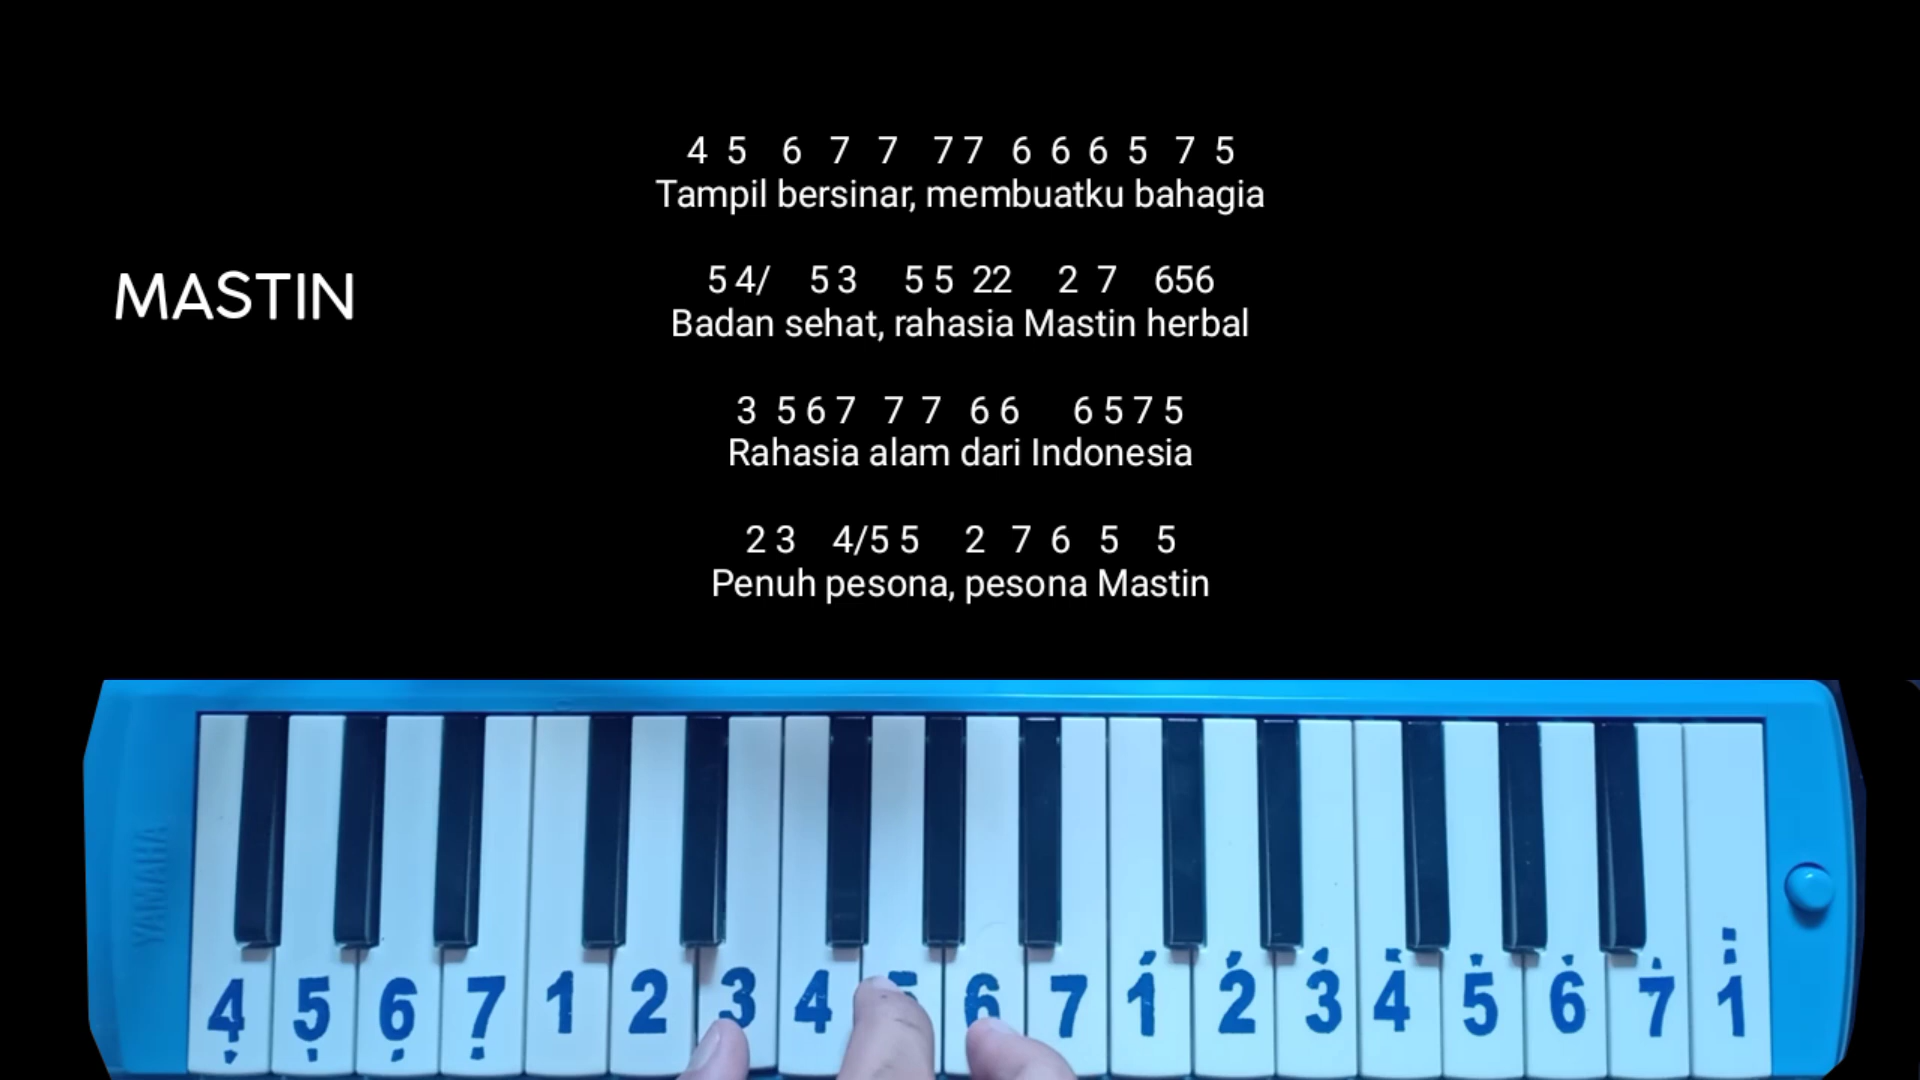 4 5 6 7 7 7 7 6 6 6 5 7 5
Tampil bersinar, membuatku bahagia
MASTIN
5 4/ 5 3 5 5 22 2 7 656
Badan sehat, rahasia Mastin herbal
3 5 6 7 7 7 6 6 6 5 7 5
Rahasia alam dari Indonesia
2 3 4/5 5 2 7 6 5 5
Penuh pesona, pesona Mastin
YAMAHA
4 5 6 7 1 2 3 4 5 6 7 1 2 3 4 5 6 7 1